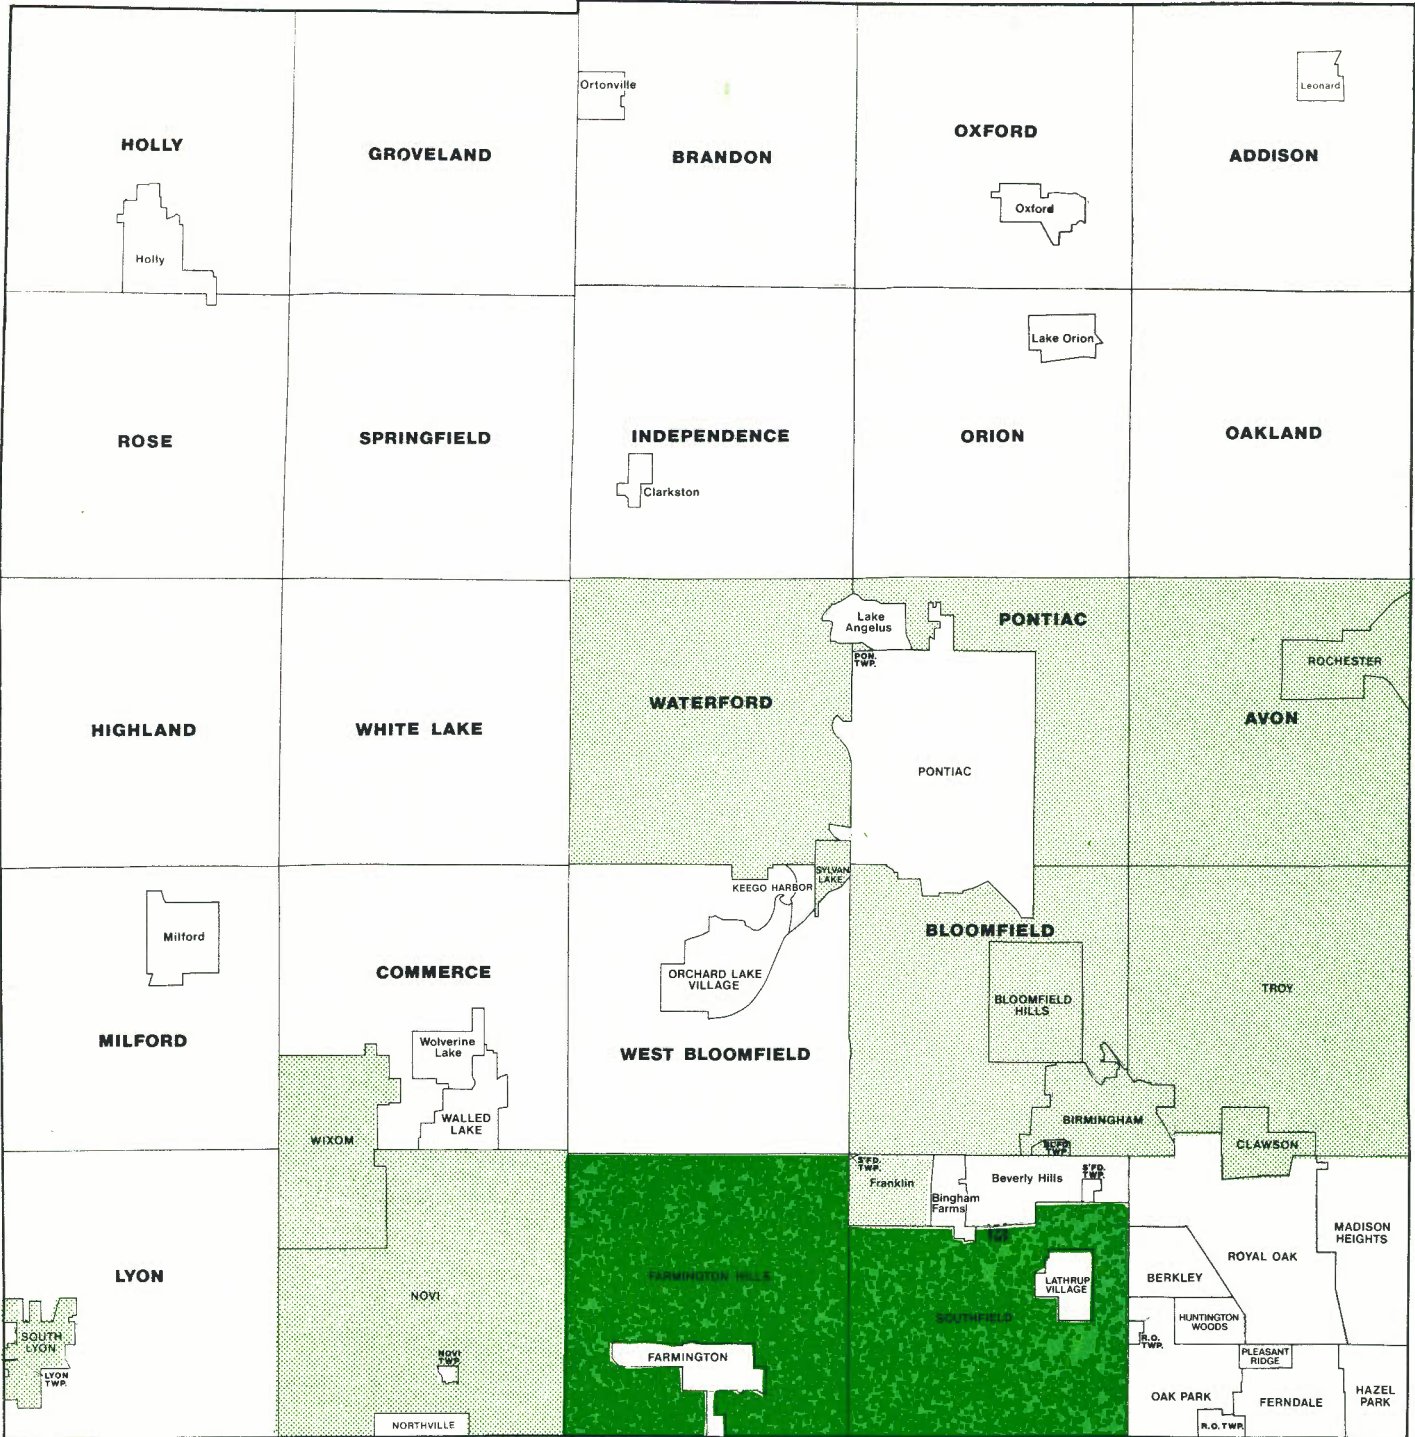 Ortonville
Leonard
HOLLY
GROVELAND
BRANDON
OXFORD
ADDISON
Oxford
Holly
Lake Orion
ROSE
SPRINGFIELD
INDEPENDENCE
ORION
OAKLAND
Clarkston
Lake
Angelus
PONTIAC
PON.
TWP.
ROCHESTER
HIGHLAND
WHITE LAKE
WATERFORD
AVON
PONTIAC
SYLVAN
LAKE
KEEGO HARBOR
Milford
COMMERCE
ORCHARD LAKE
VILLAGE
BLOOMFIELD
BLOOMFIELD
HILLS
TROY
MILFORD
Wolverine
Lake
WEST BLOOMFIELD
WALLED
LAKE
WIXOM
BIRMINGHAM
BLFD.
TWP.
CLAWSON
S'FD.
TWP.
Franklin
Bingham
Farms
Beverly Hills
S'FD.
TWP.
MADISON
HEIGHTS
LYON
NOVI
FARMINGTON HILLS
SOUTHFIELD
LATHRUP
VILLAGE
ROYAL OAK
BERKLEY
HUNTINGTON
WOODS
R.O.
TWP.
SOUTH
LYON
LYON
TWP.
NOVI
TWP.
FARMINGTON
PLEASANT
RIDGE
OAK PARK
FERNDALE
HAZEL
PARK
NORTHVILLE
R.O. TWP.